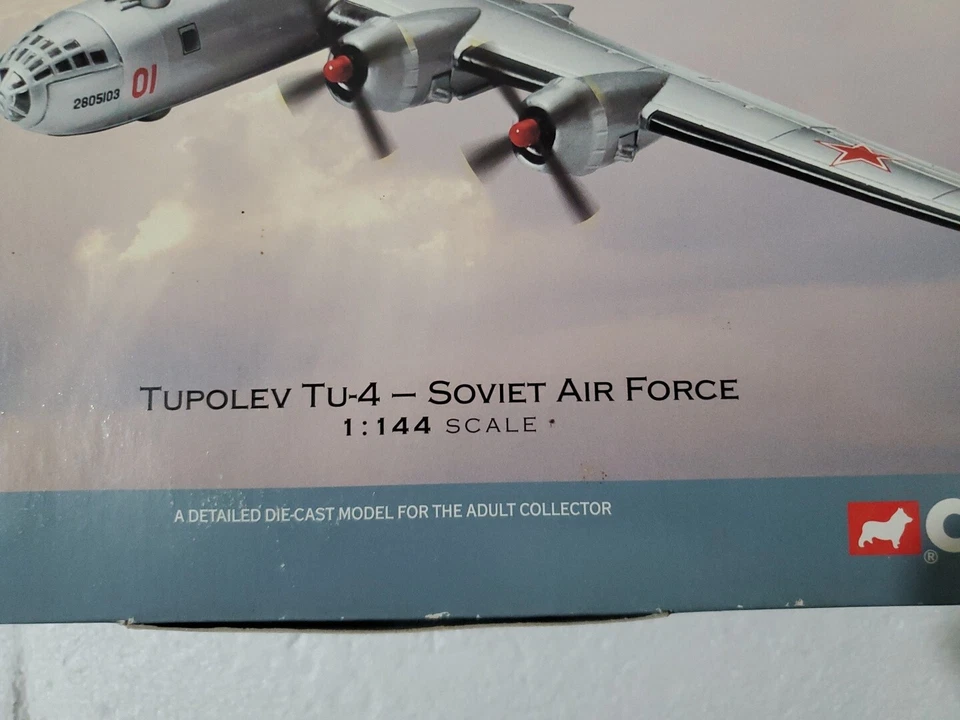 2805103 01
TUPOLEV TU-4 – SOVIET AIR FORCE
1:144 SCALE
A DETAILED DIE-CAST MODEL FOR THE ADULT COLLECTOR
®